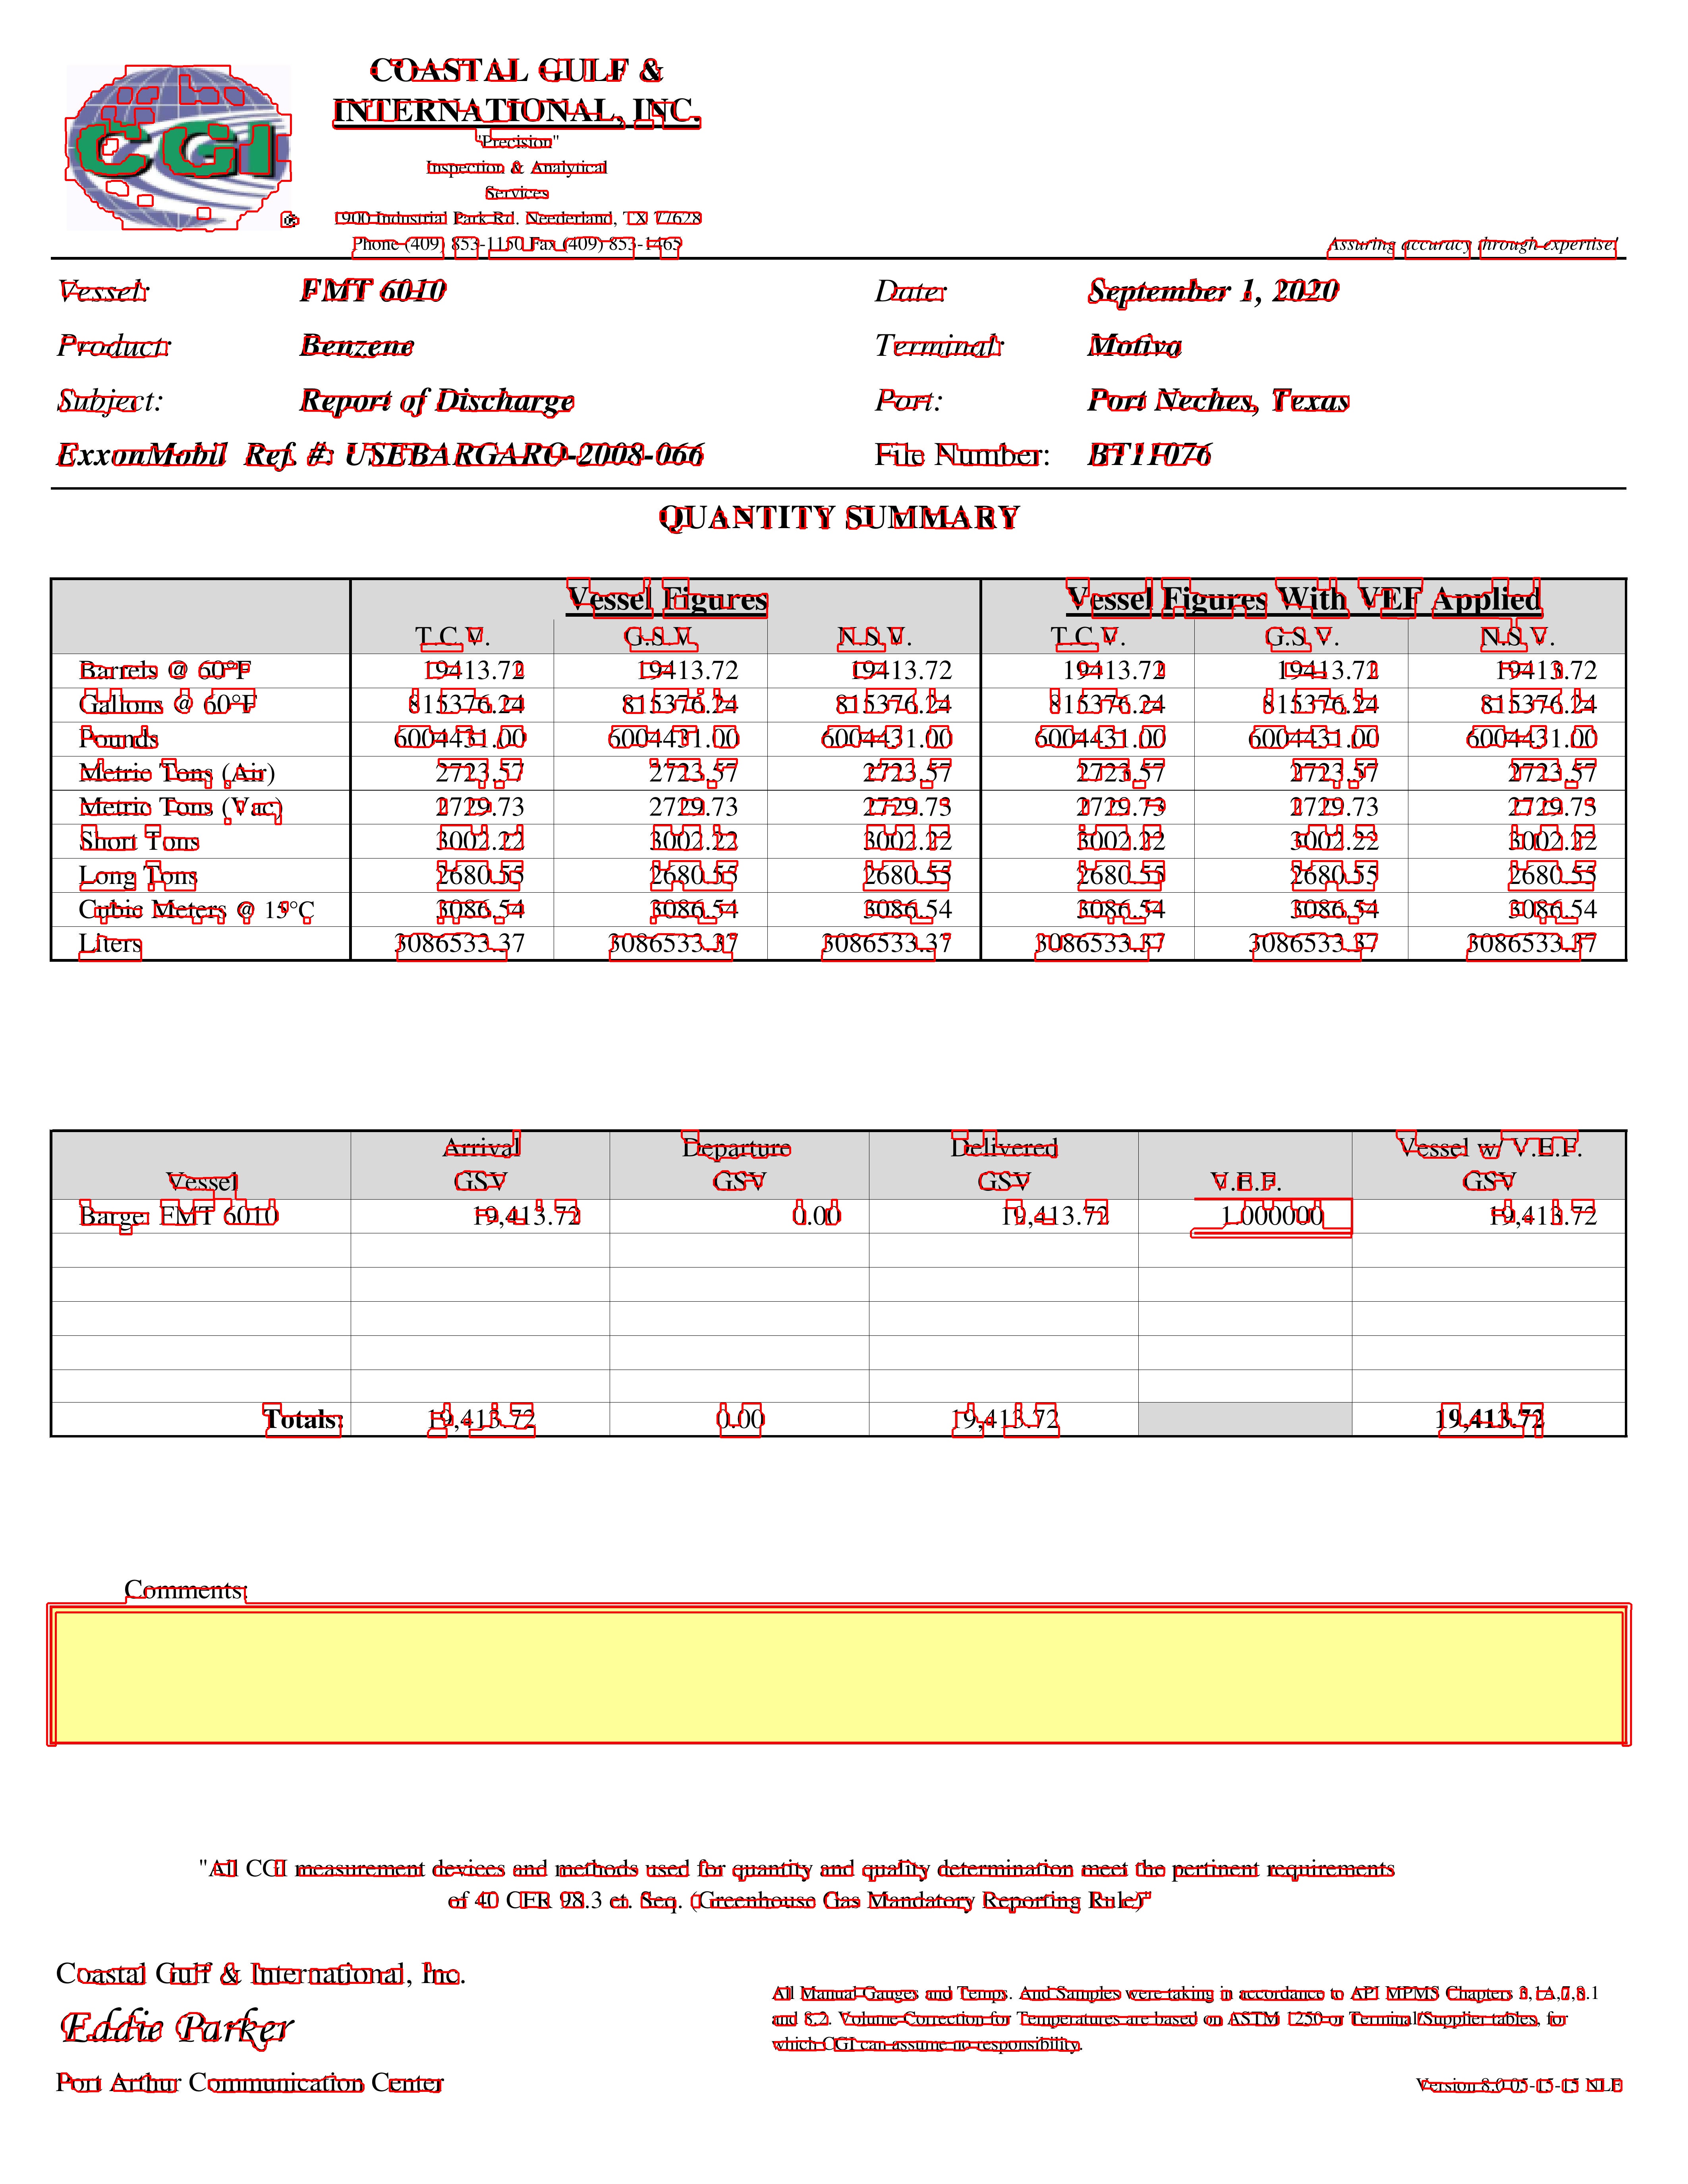 CGI
®
COASTAL GULF &
INTERNATIONAL, INC.
"Precision"
Inspection & Analytical
Services
1900 Industrial Park Rd. Neederland, TX 77628
Phone (409) 853-1150 Fax (409) 853-1465
Assuring accuracy through expertise!
Vessel: FMT 6010 Date: September 1, 2020
Product: Benzene Terminal: Motiva
Subject: Report of Discharge Port: Port Neches, Texas
ExxonMobil Ref. #: USEBARGARO-2008-066 File Number: BT11076
QUANTITY SUMMARY
Vessel Figures Vessel Figures With VEF Applied
T.C.V. G.S.V. N.S.V. T.C.V. G.S.V. N.S.V.
Barrels @ 60°F 19413.72 19413.72 19413.72 19413.72 19413.72 19413.72
Gallons @ 60°F 815376.24 815376.24 815376.24 815376.24 815376.24 815376.24
Pounds 6004431.00 6004431.00 6004431.00 6004431.00 6004431.00 6004431.00
Metric Tons (Air) 2723.57 2723.57 2723.57 2723.57 2723.57 2723.57
Metric Tons (Vac) 2729.73 2729.73 2729.73 2729.73 2729.73 2729.73
Short Tons 3002.22 3002.22 3002.22 3002.22 3002.22 3002.22
Long Tons 2680.55 2680.55 2680.55 2680.55 2680.55 2680.55
Cubic Meters @ 15°C 3086.54 3086.54 3086.54 3086.54 3086.54 3086.54
Liters 3086533.37 3086533.37 3086533.37 3086533.37 3086533.37 3086533.37
Arrival Departure Delivered Vessel w/ V.E.F.
Vessel GSV GSV GSV V.E.F. GSV
Barge: FMT 6010 19,413.72 0.00 19,413.72 1.000000 19,413.72
Totals: 19,413.72 0.00 19,413.72 19,413.72
Comments:
"All CGI measurement devices and methods used for quantity and quality determination meet the pertinent requirements
of 40 CFR 98.3 et. Seq. (Greenhouse Gas Mandatory Reporting Rule)"
Coastal Gulf & International, Inc.
Eddie Parker
Port Arthur Communication Center
All Manual Gauges and Temps. And Samples were taking in accordance to API MPMS Chapters 3,1A,7,8.1
and 8.2. Volume Correction for Temperatures are based on ASTM 1250 or Terminal/Supplier tables, for
which CGI can assume no responsibility.
Version 8.0 05-15-15 NLF